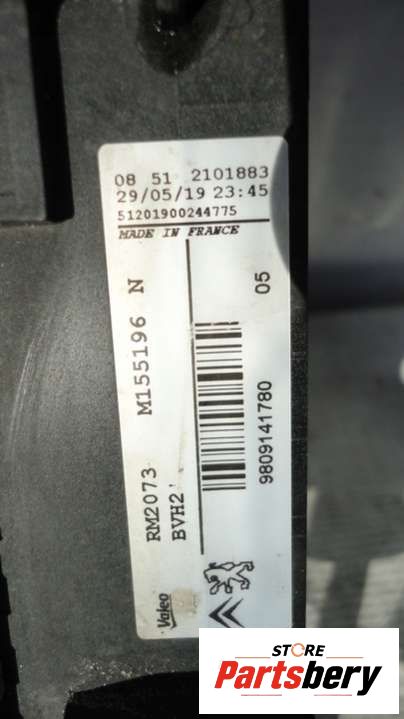 08 51 2101883
29/05/19 23:45
51201900244775
MADE IN FRANCE
M155196 N
05
RM2073
BVH2
9809141780
Valeo
STORE
Partsbery